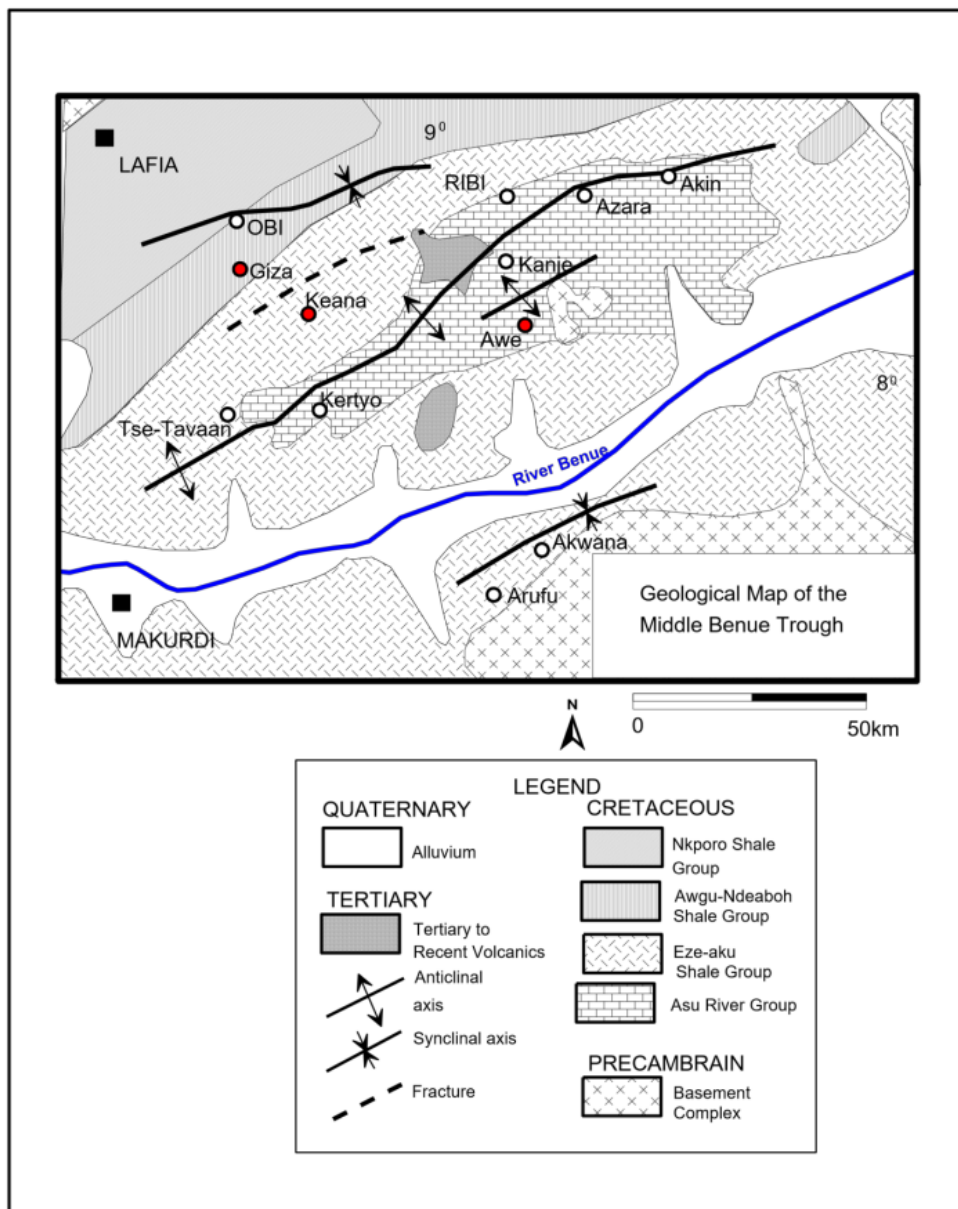 9⁰
LAFIA
RIBI
Akin
Azara
OBI
Kanje
Giza
Keana
Awe
8⁰
Kertyo
Tse-Tavaan
River Benue
Akwana
Arufu
MAKURDI
Geological Map of the
Middle Benue Trough
N
0
50km
LEGEND
QUATERNARY
Alluvium
TERTIARY
Tertiary to
Recent Volcanics
Anticlinal
axis
Synclinal axis
Fracture
CRETACEOUS
Nkporo Shale
Group
Awgu-Ndeaboh
Shale Group
Eze-aku
Shale Group
Asu River Group
PRECAMBRAIN
Basement
Complex